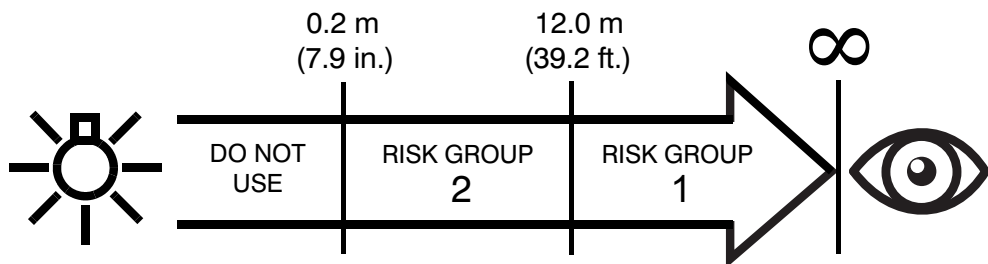 0.2 m
(7.9 in.)
12.0 m
(39.2 ft.)
∞
DO NOT
USE
RISK GROUP
2
RISK GROUP
1